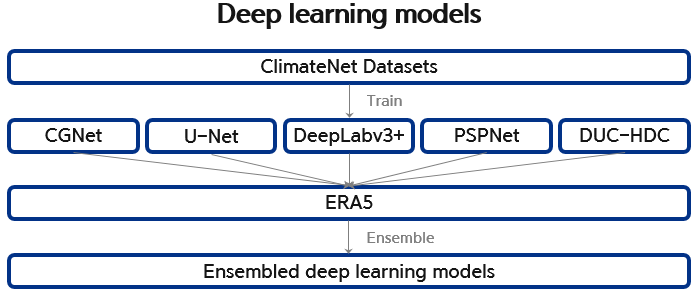 Deep learning models
ClimateNet Datasets
Train
CGNet
U-Net
DeepLabv3+
PSPNet
DUC-HDC
ERA5
Ensemble
Ensembled deep learning models